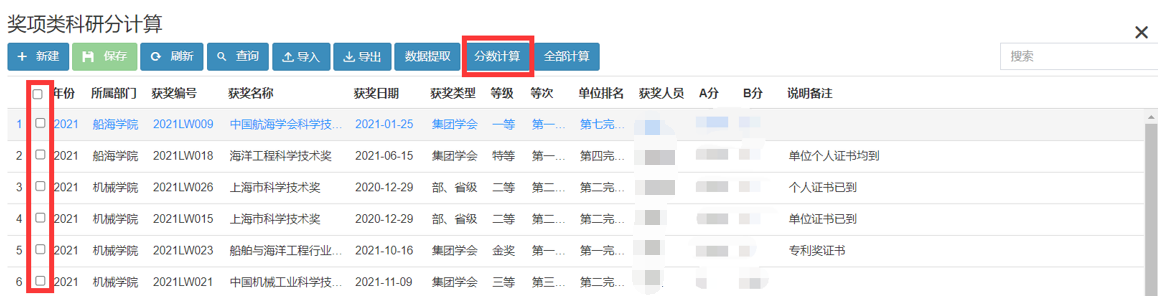 奖项类科研分计算
新建 保存 刷新 查询 导入 导出 数据提取 分数计算 全部计算 搜索
年份 所属部门 获奖编号 获奖名称 获奖日期 获奖类型 等级 等次 单位排名 获奖人员 A分 B分 说明备注
1 2021 船海学院 2021LW009 中国航海学会科学技... 2021-01-25 集团学会 一等 第一... 第七完...
2 2021 船海学院 2021LW018 海洋工程科学技术奖 2021-06-15 集团学会 特等 第一... 第四完... 单位个人证书均到
3 2021 机械学院 2021LW026 上海市科学技术奖 2020-12-29 部、省级 二等 第二... 第二完... 个人证书已到
4 2021 机械学院 2021LW015 上海市科学技术奖 2020-12-29 部、省级 二等 第二... 第二完... 单位证书已到
5 2021 机械学院 2021LW023 船舶与海洋工程行业... 2021-10-16 集团学会 金奖 第一... 第一完... 专利奖证书
6 2021 机械学院 2021LW021 中国机械工业科学技... 2021-11-09 集团学会 三等 第三... 第三完...